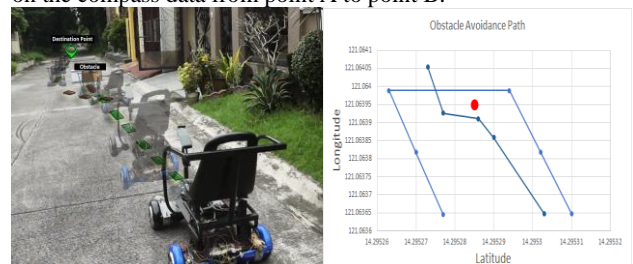 on the compass data from point A to point B.
Destination Point
Obstacle
Obstacle Avoidance Path
121.0641
121.06405
121.064
121.06395
121.0639
121.06385
121.0638
121.06375
121.0637
121.06365
121.0636
Longitude
14.29526 14.29527 14.29528 14.29529 14.2953 14.29531 14.29532
Latitude